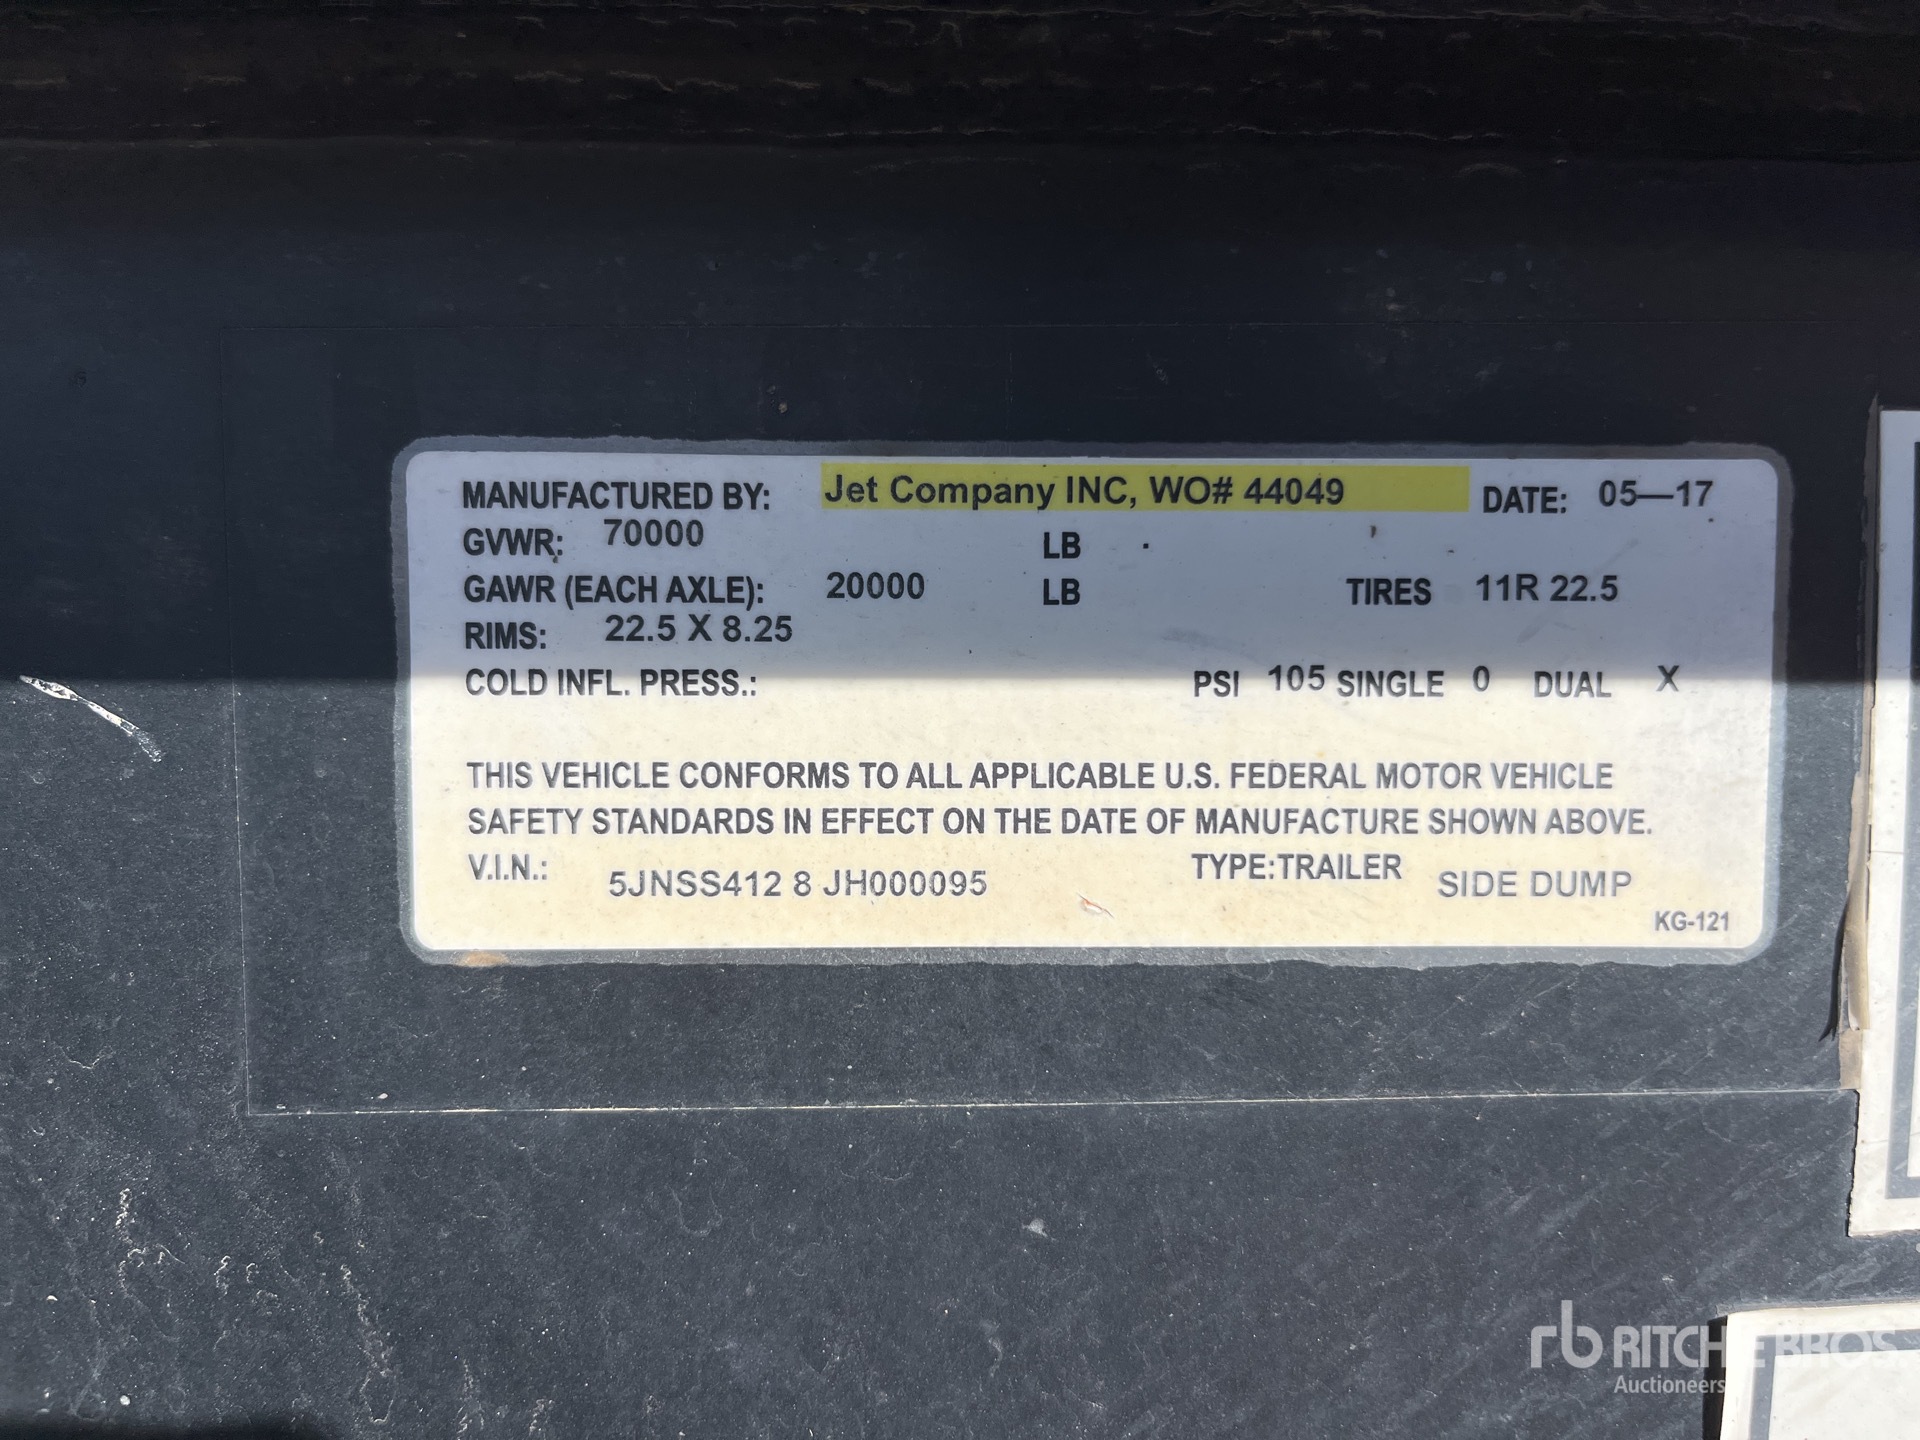 MANUFACTURED BY: Jet Company INC, WO# 44049 DATE: 05—17
GVWR: 70000 LB
GAWR (EACH AXLE): 20000 LB TIRES 11R 22.5
RIMS: 22.5 X 8.25
COLD INFL. PRESS.: PSI 105 SINGLE 0 DUAL X
THIS VEHICLE CONFORMS TO ALL APPLICABLE U.S. FEDERAL MOTOR VEHICLE
SAFETY STANDARDS IN EFFECT ON THE DATE OF MANUFACTURE SHOWN ABOVE.
V.I.N.: 5JNSS412 8 JH000095 TYPE:TRAILER SIDE DUMP
KG-121
rb RITCHIE BROS.
Auctioneers